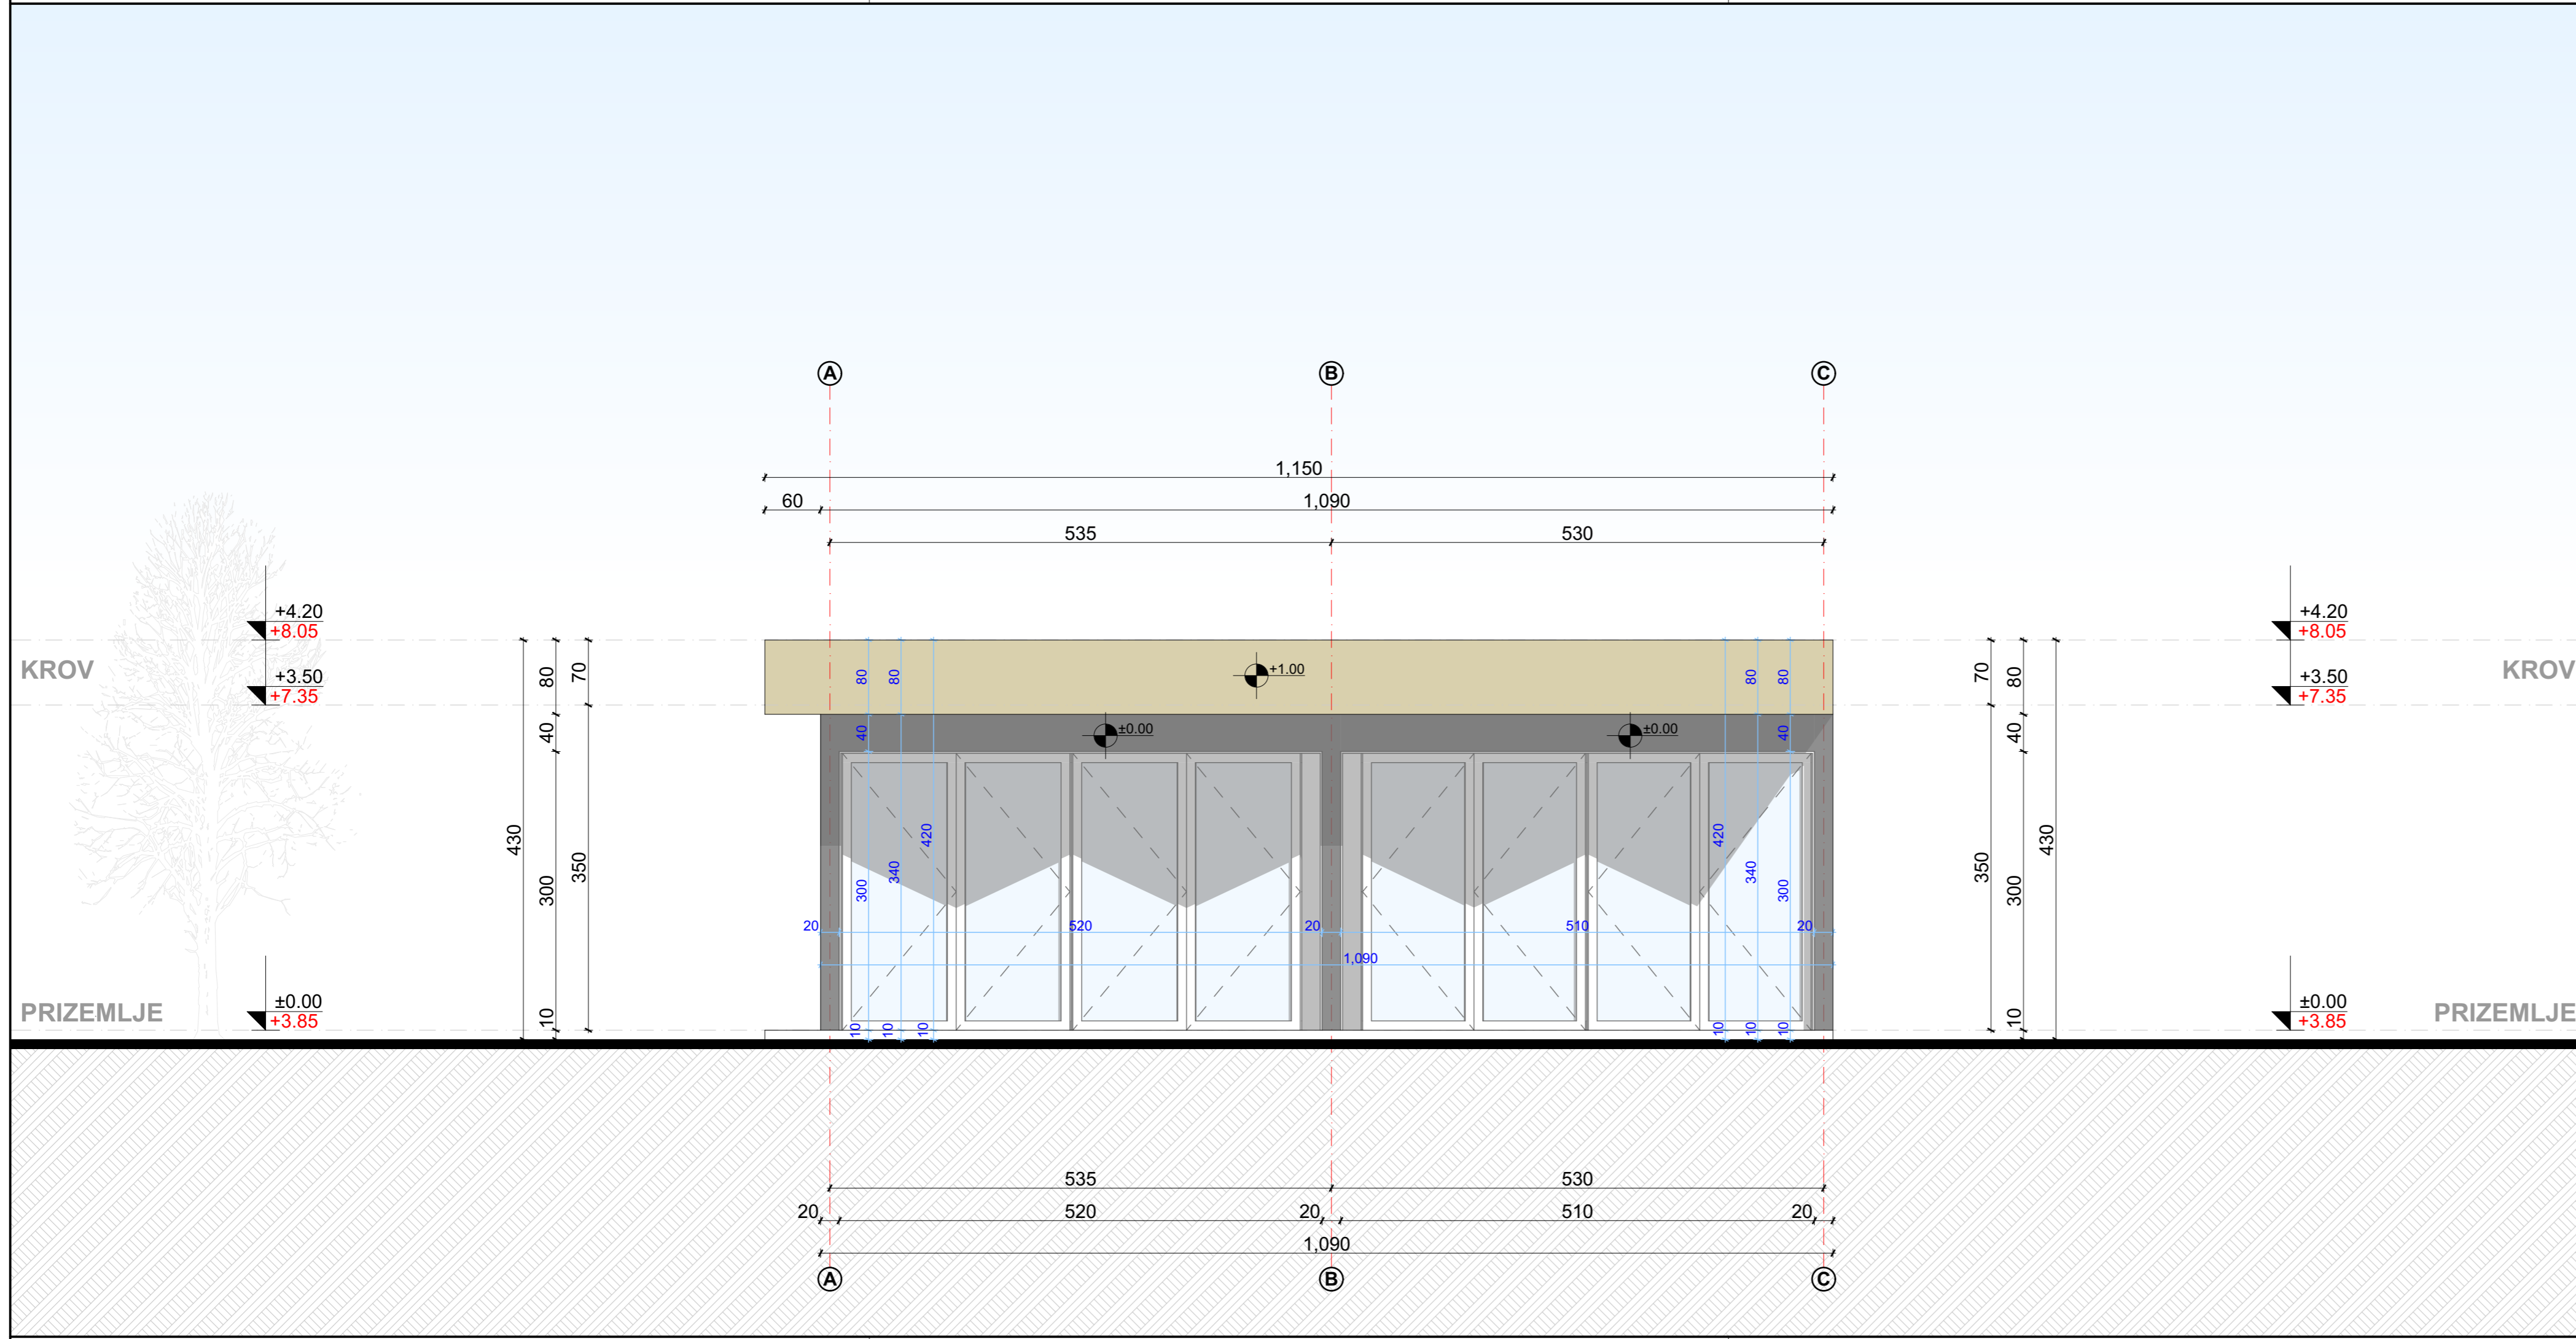 A B C
1,150
60 1,090
535 530
+4.20 +4.20
+8.05 +8.05
KROV 80 70 80 80 +1.00 80 80 70 80 KROV
+3.50 +3.50
+7.35 +7.35
40 40 ±0.00 ±0.00 40 40
430 420 420 430
300 350 300 340 340 300 350 300
20 520 20 510 20
1,090
PRIZEMLJE ±0.00 ±0.00 PRIZEMLJE
+3.85 +3.85
10 10 10 10 10 10 10 10
535 530
20 520 20 510 20
1,090
A B C